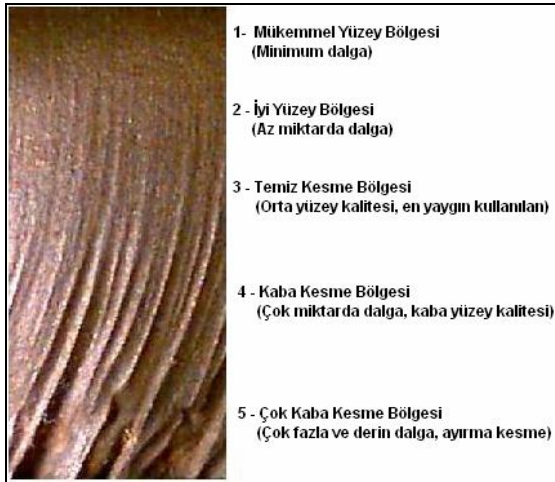 1- Mükemmel Yüzey Bölgesi
(Minimum dalga)
2 - İyi Yüzey Bölgesi
(Az miktarda dalga)
3 - Temiz Kesme Bölgesi
(Orta yüzey kalitesi, en yaygın kullanılan)
4 - Kaba Kesme Bölgesi
(Çok miktarda dalga, kaba yüzey kalitesi)
5 - Çok Kaba Kesme Bölgesi
(Çok fazla ve derin dalga, ayırma kesme)